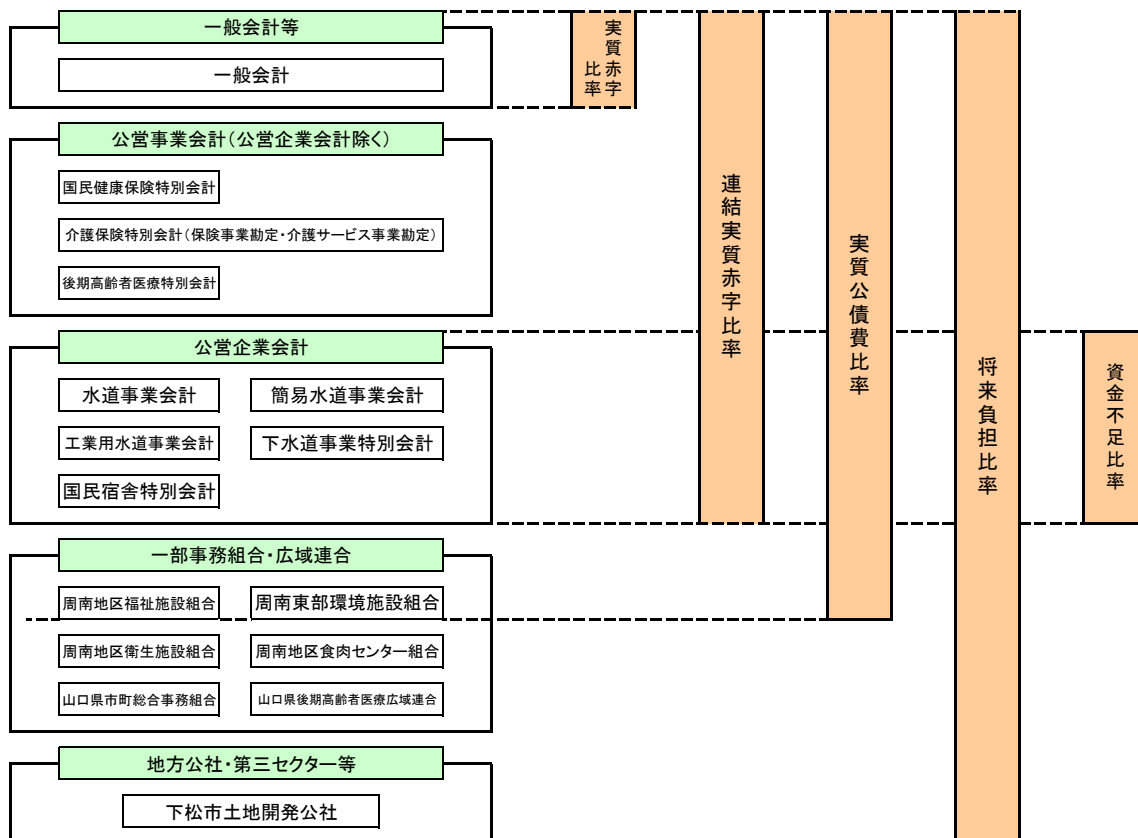 一般会計等
一般会計
公営事業会計(公営企業会計除く)
国民健康保険特別会計
介護保険特別会計(保険事業勘定・介護サービス事業勘定)
後期高齢者医療特別会計
公営企業会計
水道事業会計
簡易水道事業会計
工業用水道事業会計
下水道事業特別会計
国民宿舎特別会計
一部事務組合・広域連合
周南地区福祉施設組合
周南東部環境施設組合
周南地区衛生施設組合
周南地区食肉センター組合
山口県市町総合事務組合
山口県後期高齢者医療広域連合
地方公社・第三セクター等
下松市土地開発公社
実質赤字
比率
連結実質赤字比率
実質公債費比率
将来負担比率
資金不足比率